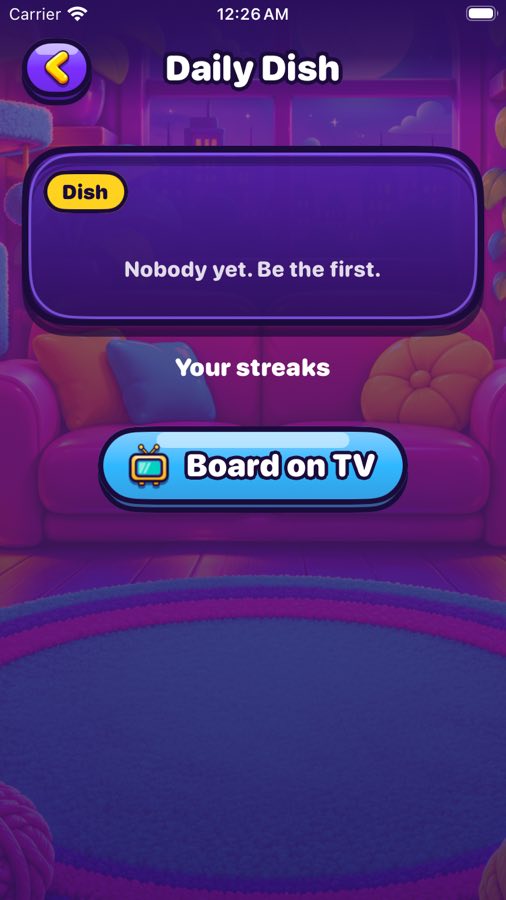 Carrier
12:26 AM
Daily Dish
Dish
Nobody yet. Be the first.
Your streaks
Board on TV